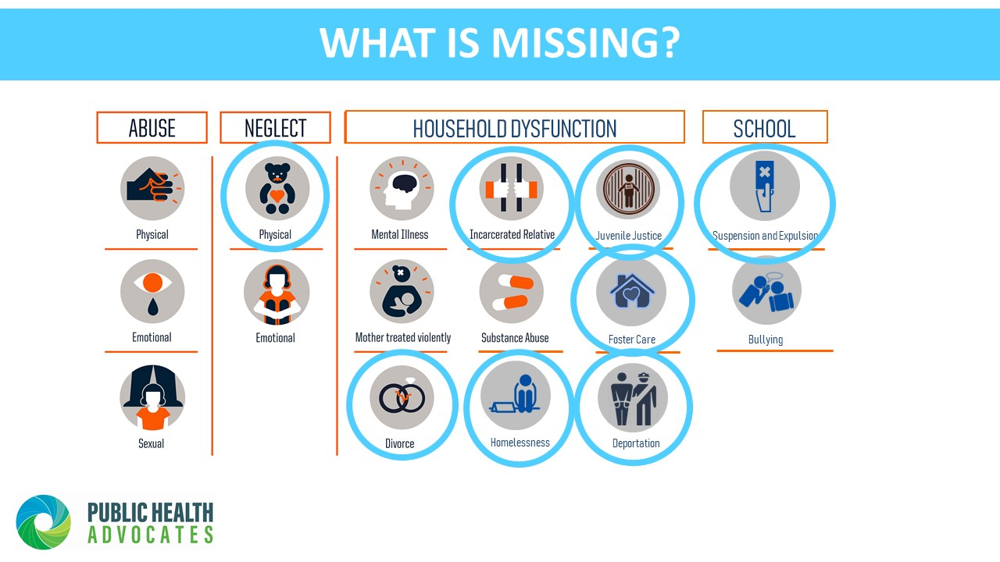 WHAT IS MISSING?
ABUSE
NEGLECT
HOUSEHOLD DYSFUNCTION
SCHOOL
Physical
Physical
Mental Illness
Incarcerated Relative
Juvenile Justice
Suspension and Expulsion
Emotional
Emotional
Mother treated violently
Substance Abuse
Foster Care
Bullying
Sexual
Divorce
Homelessness
Deportation
PUBLIC HEALTH
ADVOCATES